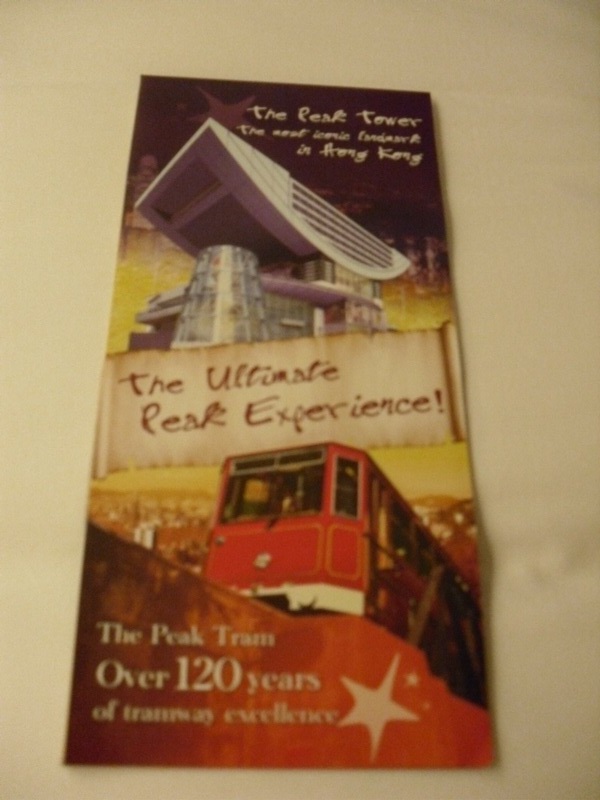 The Peak Tower
The most iconic landmark
in Hong Kong
The Ultimate
Peak Experience!
The Peak Tram
Over 120 years
of tramway excellence